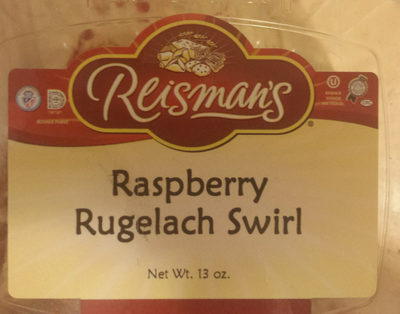 Reisman's
Raspberry
Rugelach Swirl
Net Wt. 13 oz.